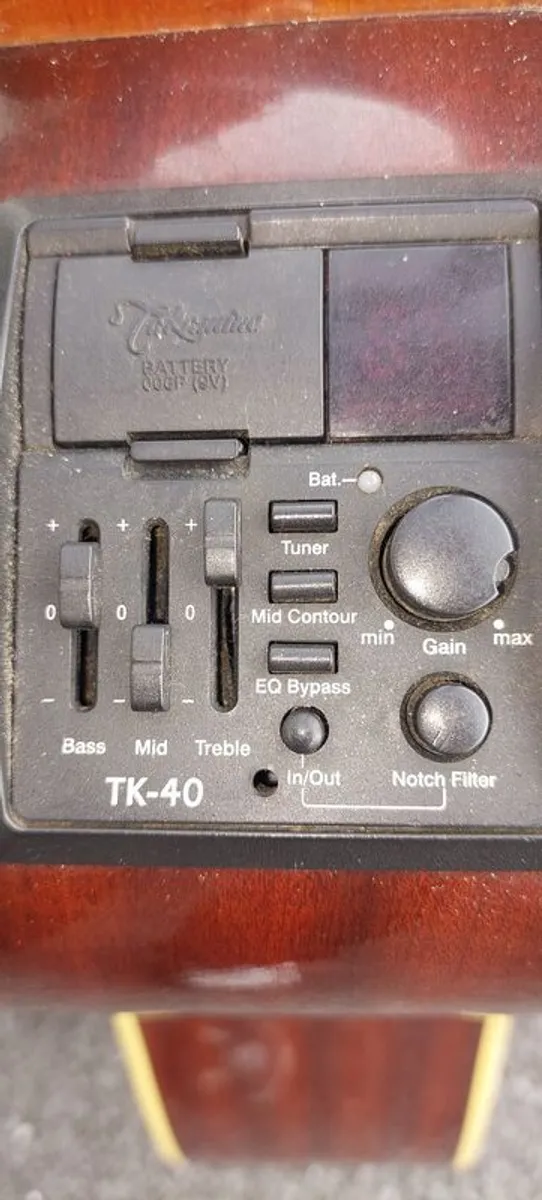 Takamine
BATTERY
006P (9V)
Bat.
+ + +
Tuner
0 0 0
Mid Contour
min Gain max
EQ Bypass
− − −
Bass Mid Treble
In/Out Notch Filter
TK-40